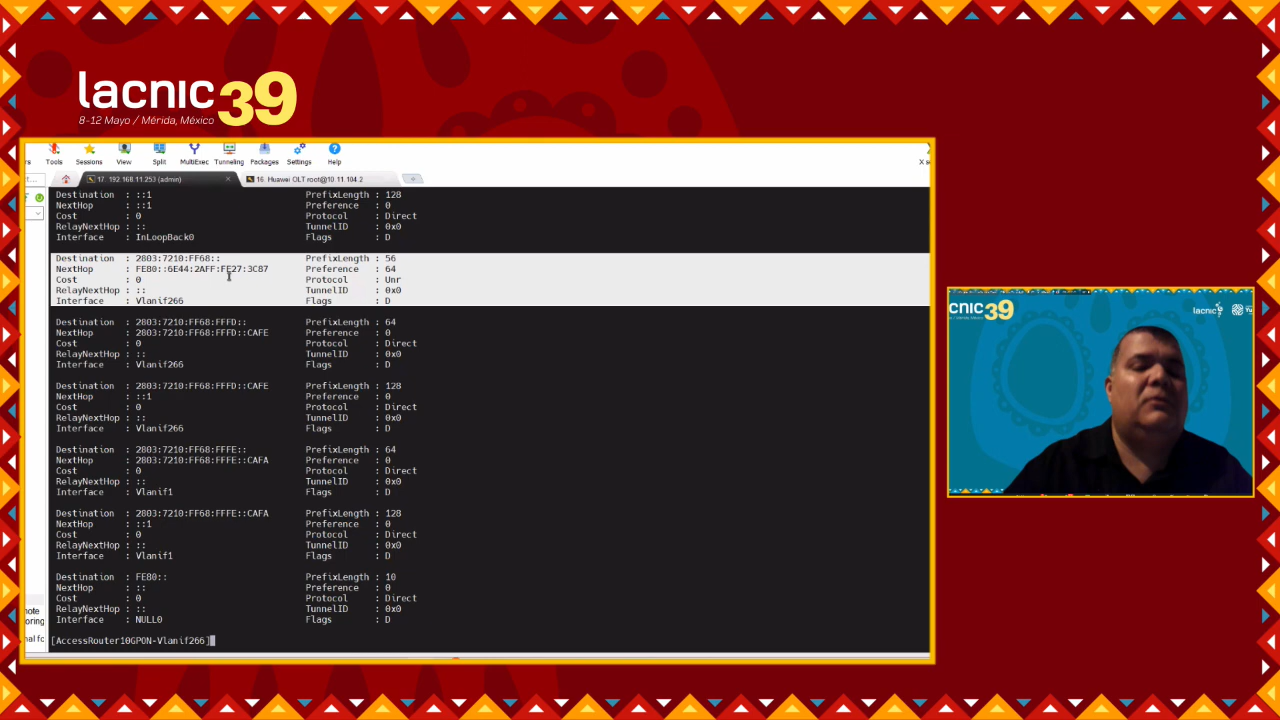 lacnic 39
8-12 Mayo / Mérida, México
Tools Sessions View Split MultiExec Tunneling Packages Settings Help
17. 192.168.11.253 (admin) 16. Huawei OLT root@10.11.104.2
Destination : ::1 PrefixLength : 128
NextHop : ::1 Preference : 0
Cost : 0 Protocol : Direct
RelayNextHop : :: TunnelID : 0x0
Interface : InLoopBack0 Flags : D
Destination : 2803:7210:FF68:: PrefixLength : 56
NextHop : FE80::6E44:2AFF:FE27:3C87 Preference : 64
Cost : 0 Protocol : Unr
RelayNextHop : :: TunnelID : 0x0
Interface : Vlanif266 Flags : D
Destination : 2803:7210:FF68:FFFD:: PrefixLength : 64
NextHop : 2803:7210:FF68:FFFD::CAFE Preference : 0
Cost : 0 Protocol : Direct
RelayNextHop : :: TunnelID : 0x0
Interface : Vlanif266 Flags : D
Destination : 2803:7210:FF68:FFFD::CAFE PrefixLength : 128
NextHop : ::1 Preference : 0
Cost : 0 Protocol : Direct
RelayNextHop : :: TunnelID : 0x0
Interface : Vlanif266 Flags : D
Destination : 2803:7210:FF68:FFFE:: PrefixLength : 64
NextHop : 2803:7210:FF68:FFFE::CAFA Preference : 0
Cost : 0 Protocol : Direct
RelayNextHop : :: TunnelID : 0x0
Interface : Vlanif1 Flags : D
Destination : 2803:7210:FF68:FFFE::CAFA PrefixLength : 128
NextHop : ::1 Preference : 0
Cost : 0 Protocol : Direct
RelayNextHop : :: TunnelID : 0x0
Interface : Vlanif1 Flags : D
Destination : FE80:: PrefixLength : 10
NextHop : :: Preference : 0
Cost : 0 Protocol : Direct
RelayNextHop : :: TunnelID : 0x0
Interface : NULL0 Flags : D
[AccessRouter10GPON-Vlanif266]
cnic 39
lacnic